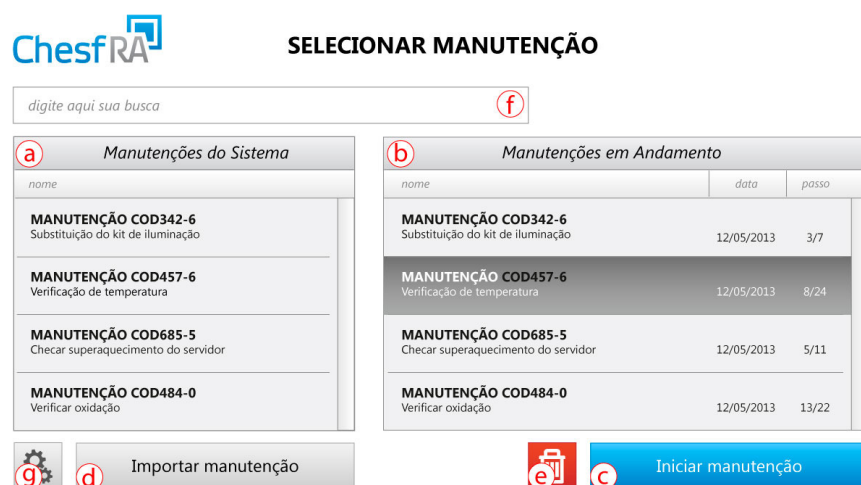 ChesfRA
SELECIONAR MANUTENÇÃO
digite aqui sua busca
f
a
Manutenções do Sistema
nome
MANUTENÇÃO COD342-6
Substituição do kit de iluminação
MANUTENÇÃO COD457-6
Verificação de temperatura
MANUTENÇÃO COD685-5
Checar superaquecimento do servidor
MANUTENÇÃO COD484-0
Verificar oxidação
b
Manutenções em Andamento
nome data passo
MANUTENÇÃO COD342-6
Substituição do kit de iluminação 12/05/2013 3/7
MANUTENÇÃO COD457-6
Verificação de temperatura 12/05/2013 8/24
MANUTENÇÃO COD685-5
Checar superaquecimento do servidor 12/05/2013 5/11
MANUTENÇÃO COD484-0
Verificar oxidação 12/05/2013 13/22
g
d
Importar manutenção
e
c
Iniciar manutenção